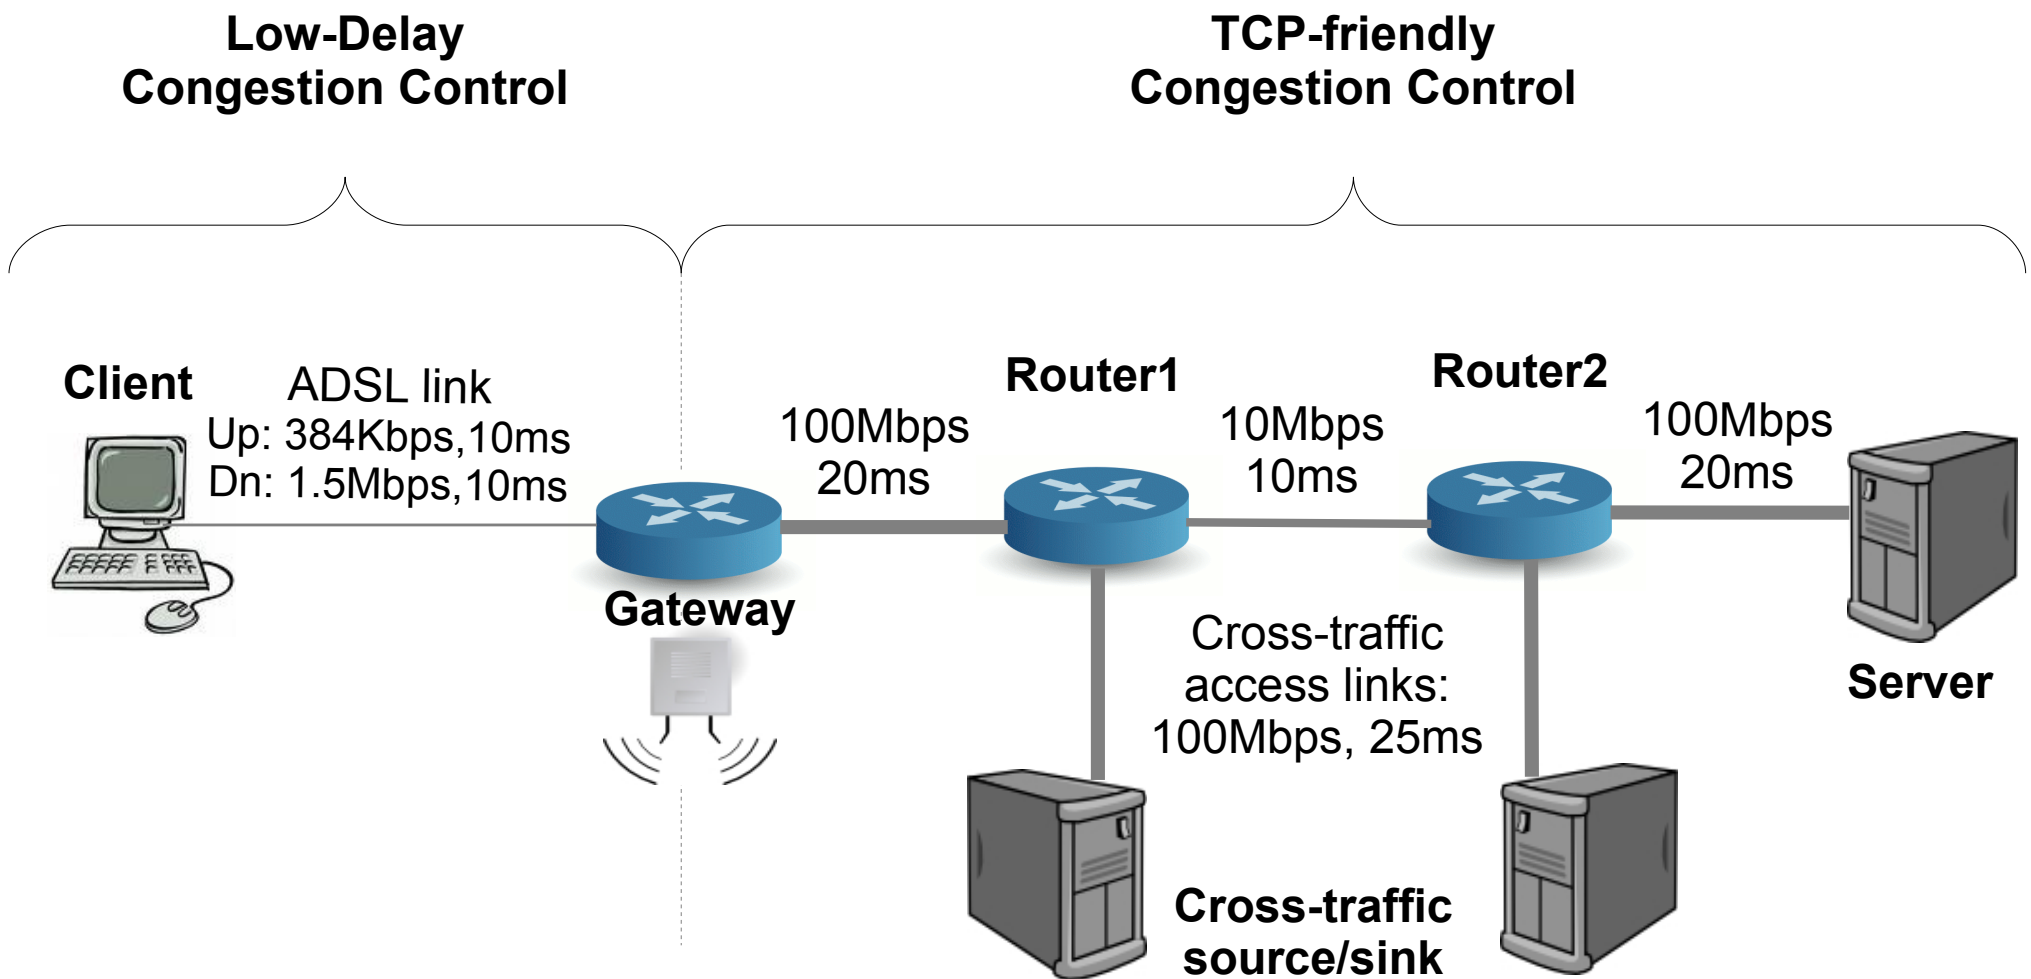 Low-Delay
Congestion Control
TCP-friendly
Congestion Control
Client
ADSL link
Up: 384Kbps,10ms
Dn: 1.5Mbps,10ms
Gateway
100Mbps
20ms
Router1
10Mbps
10ms
Router2
100Mbps
20ms
Server
Cross-traffic
access links:
100Mbps, 25ms
Cross-traffic
source/sink